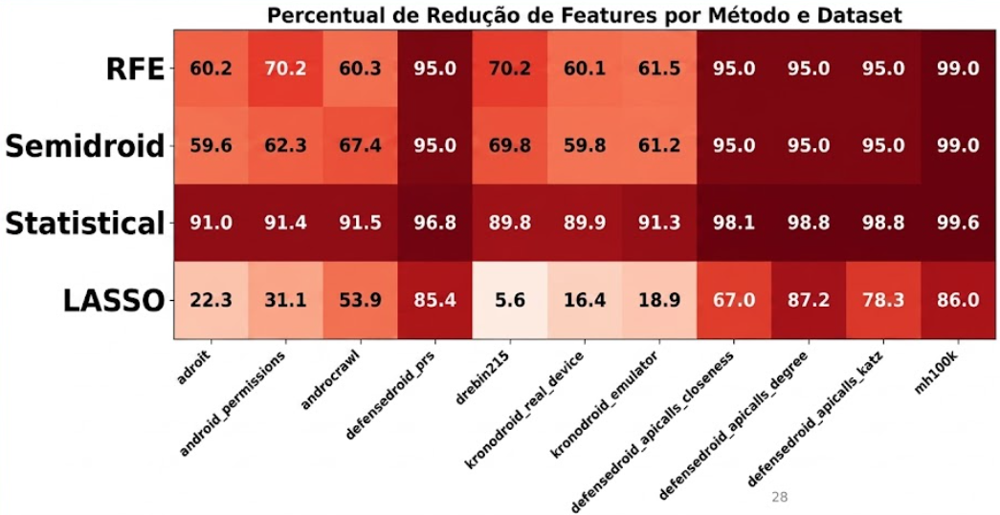 Percentual de Redução de Features por Método e Dataset
RFE 60.2 70.2 60.3 95.0 70.2 60.1 61.5 95.0 95.0 95.0 99.0
Semidroid 59.6 62.3 67.4 95.0 69.8 59.8 61.2 95.0 95.0 95.0 99.0
Statistical 91.0 91.4 91.5 96.8 89.8 89.9 91.3 98.1 98.8 98.8 99.6
LASSO 22.3 31.1 53.9 85.4 5.6 16.4 18.9 67.0 87.2 78.3 86.0
adroit
android_permissions
androcrawl
defensedroid_prs
drebin215
kronodroid_real_device
kronodroid_emulator
defensedroid_apicalls_closeness
defensedroid_apicalls_degree
defensedroid_apicalls_katz
mh100k
28